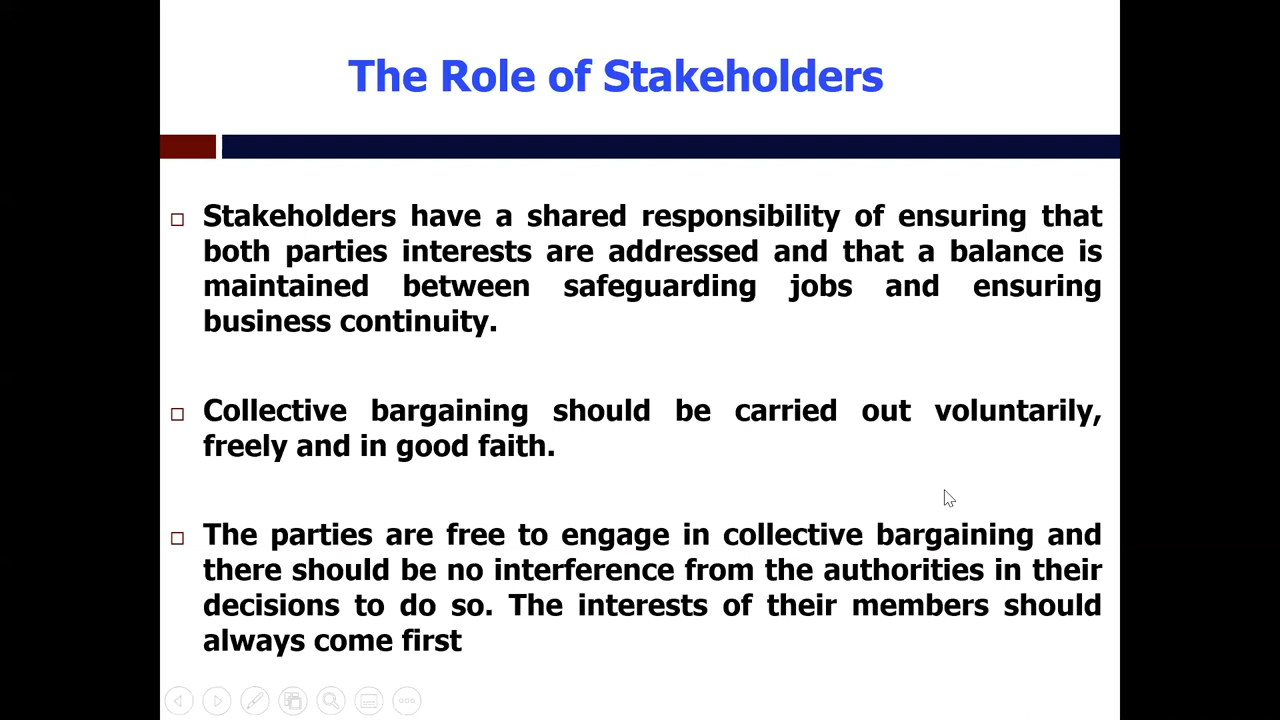 The Role of Stakeholders
Stakeholders have a shared responsibility of ensuring that
both parties interests are addressed and that a balance is
maintained between safeguarding jobs and ensuring
business continuity.
Collective bargaining should be carried out voluntarily,
freely and in good faith.
The parties are free to engage in collective bargaining and
there should be no interference from the authorities in their
decisions to do so. The interests of their members should
always come first